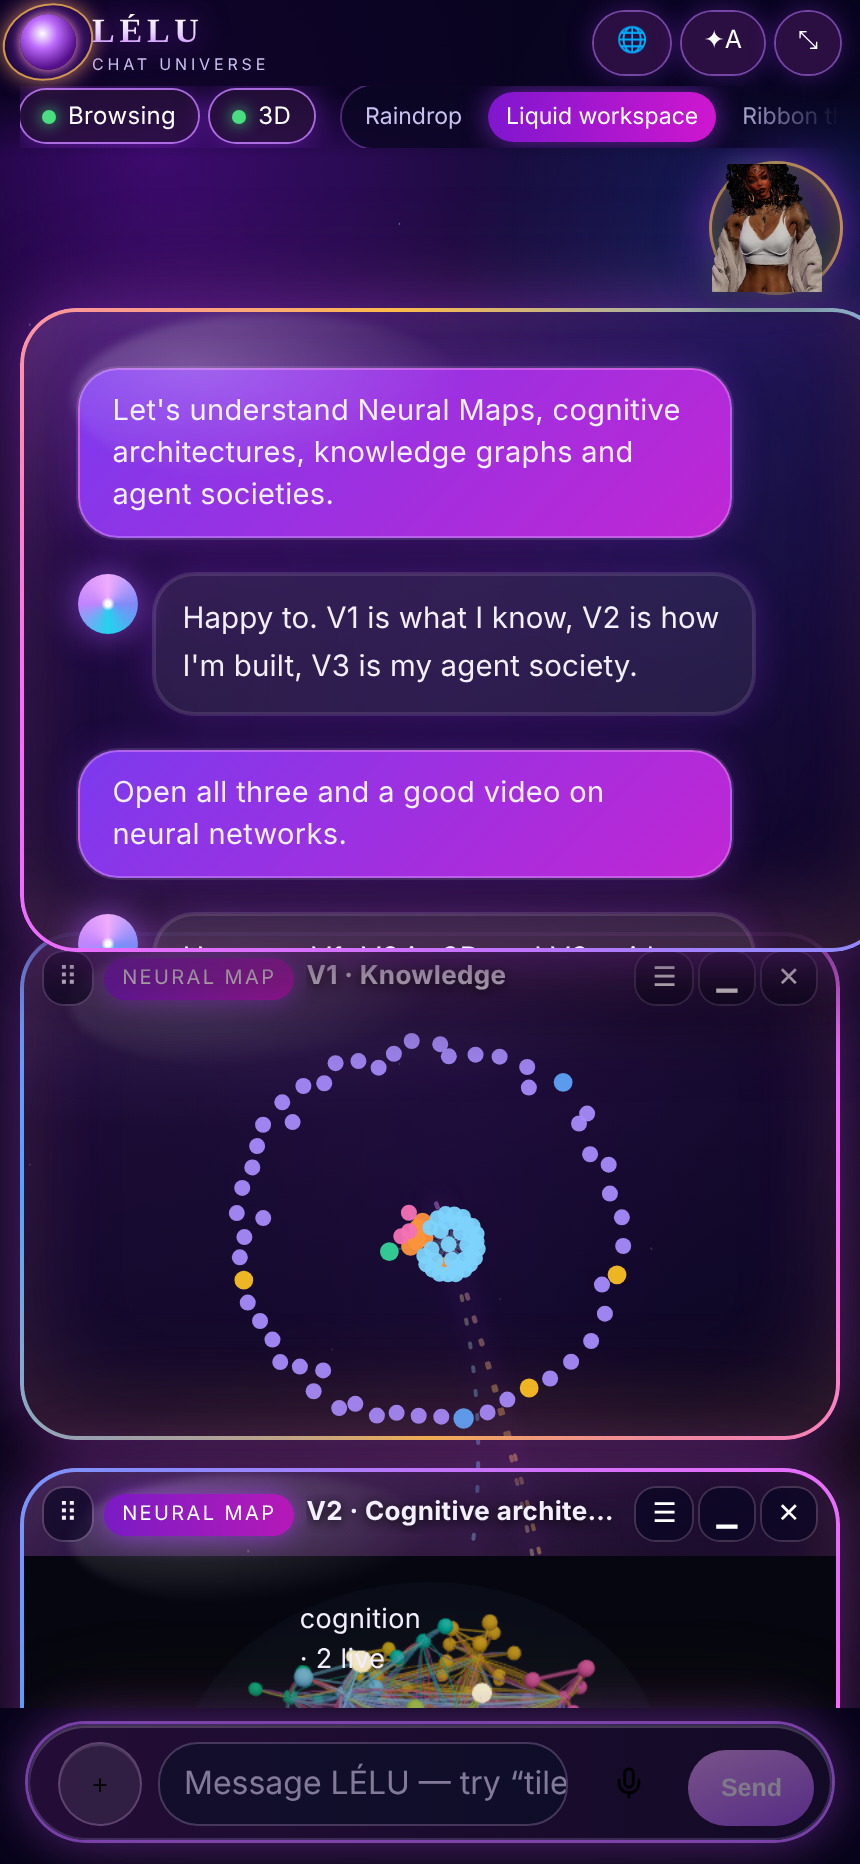 LÉLU
CHAT UNIVERSE
✦A
Browsing
3D
Raindrop
Liquid workspace
Ribbon
Let's understand Neural Maps, cognitive
architectures, knowledge graphs and
agent societies.
Happy to. V1 is what I know, V2 is how
I'm built, V3 is my agent society.
Open all three and a good video on
neural networks.
NEURAL MAP
V1 · Knowledge
NEURAL MAP
V2 · Cognitive archite...
cognition
· 2 live
+
Message LÉLU — try “tile
Send